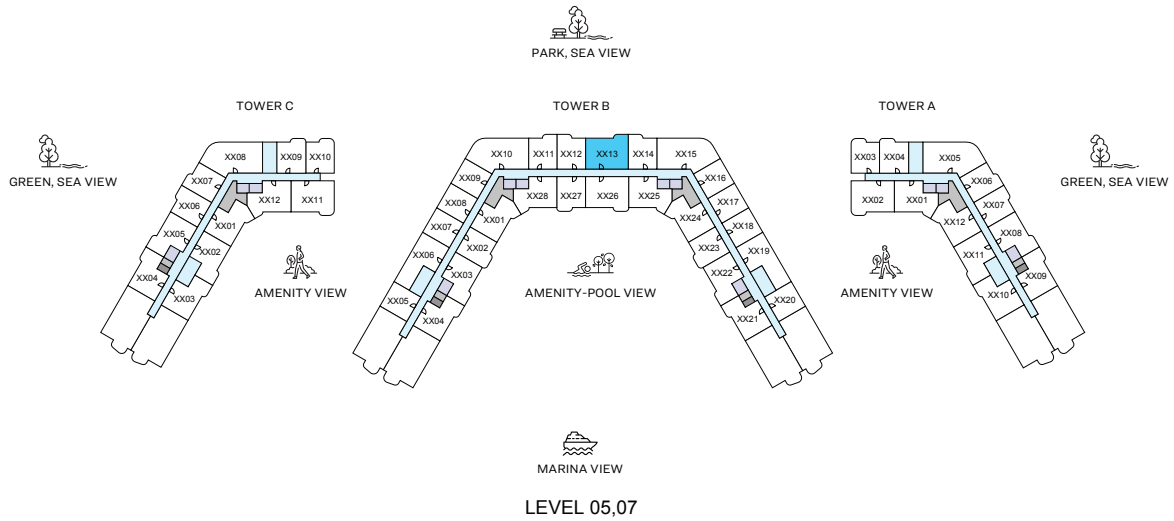 PARK, SEA VIEW
TOWER C
TOWER B
TOWER A
GREEN, SEA VIEW
GREEN, SEA VIEW
XX08
XX09
XX10
XX07
XX06
XX05
XX04
XX12
XX11
XX01
XX02
XX03
XX10
XX11
XX12
XX13
XX14
XX15
XX09
XX08
XX07
XX06
XX05
XX28
XX27
XX26
XX25
XX01
XX02
XX03
XX04
XX16
XX17
XX18
XX19
XX20
XX24
XX23
XX22
XX21
XX03
XX04
XX05
XX02
XX01
XX06
XX07
XX08
XX09
XX12
XX11
XX10
AMENITY VIEW
AMENITY-POOL VIEW
AMENITY VIEW
MARINA VIEW
LEVEL 05,07